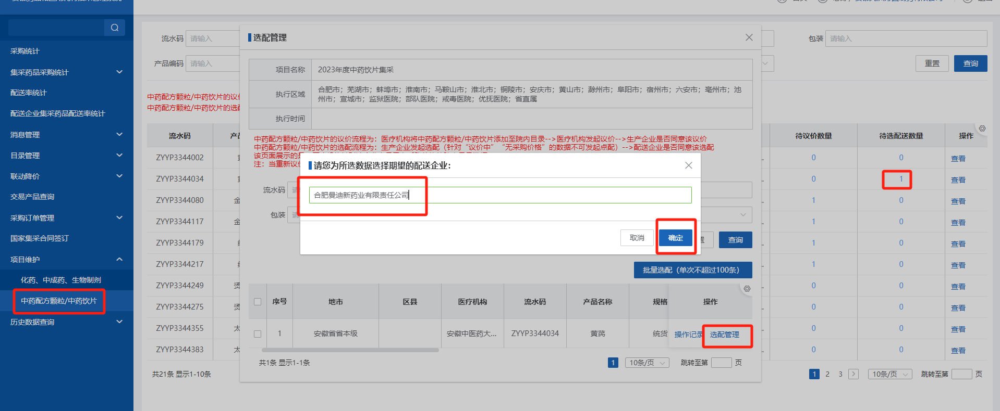 采购统计
集采药品采购统计
配送率统计
配送企业集采药品配送率统计
消息管理
目录管理
联动降价
交易产品查询
采购订单管理
国家集采合同签订
项目维护
化药、中成药、生物制剂
中药配方颗粒/中药饮片
历史数据查询
流水码 请输入
包装 请输入
产品编码 请输入
重置 查询
中药配方颗粒/中药饮片的议
中药配方颗粒/中药饮片的选
流水码 待议价数量 待选配送数量 操作
ZYYP3344002 0 0 查看
ZYYP3344034 0 1 查看
ZYYP3344080 金 1 0 查看
ZYYP3344117 金 1 0 查看
ZYYP3344179 1 0 查看
ZYYP3344217 1 0 查看
ZYYP3344249 烫 0 0 查看
ZYYP3344275 烫 0 0 查看
ZYYP3344355 太 0 0 查看
ZYYP3344383 太 0 0 查看
共21条 显示1-10条
1 2 3 10条/页 跳转至第 页
选配管理
项目名称 2023年度中药饮片集采
执行区域 合肥市；芜湖市；蚌埠市；淮南市；马鞍山市；淮北市；铜陵市；安庆市；黄山市；滁州市；阜阳市；宿州市；六安市；亳州市；池
州市；宣城市；监狱医院；部队医院；戒毒医院；优抚医院；省直属
执行时间
中药配方颗粒/中药饮片的议价流程为：医疗机构将中药配方颗粒/中药饮片添加至院内目录-->医疗机构发起议价-->生产企业是否同意该议价
中药配方颗粒/中药饮片的选配流程为：生产企业发起选配（针对“议价中”“无采购价格”的数据不可发起点配）-->配送企业是否同意该选配
该页面展示的是
注：当重新议价
流水码
包装
查询
批量选配（单次不超过100条）
序号 地市 区县 医疗机构 流水码 产品名称 规格 操作
1 安徽省省本级 安徽中医药大... ZYYP3344034 黄芪 统货 操作记录 选配管理
共1条 显示1-1条
1 10条/页 跳转至第 页
请您为所选数据选择期望的配送企业：
合肥曼迪新药业有限责任公司
取消 确定